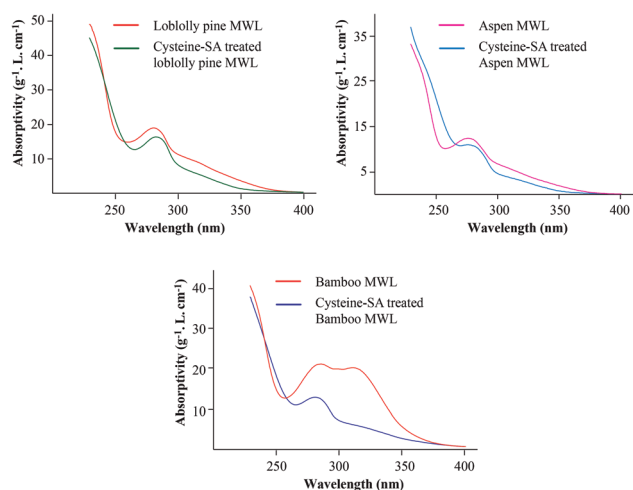 50
40
30
20
10
Absorptivity (g⁻¹. L. cm⁻¹)
Loblolly pine MWL
Cysteine-SA treated
loblolly pine MWL
250 300 350 400
Wavelength (nm)
35
25
15
5
Absorptivity (g⁻¹. L. cm⁻¹)
Aspen MWL
Cysteine-SA treated
Aspen MWL
250 300 350 400
Wavelength (nm)
40
30
20
10
Absorptivity (g⁻¹. L. cm⁻¹)
Bamboo MWL
Cysteine-SA treated
Bamboo MWL
250 300 350 400
Wavelength (nm)